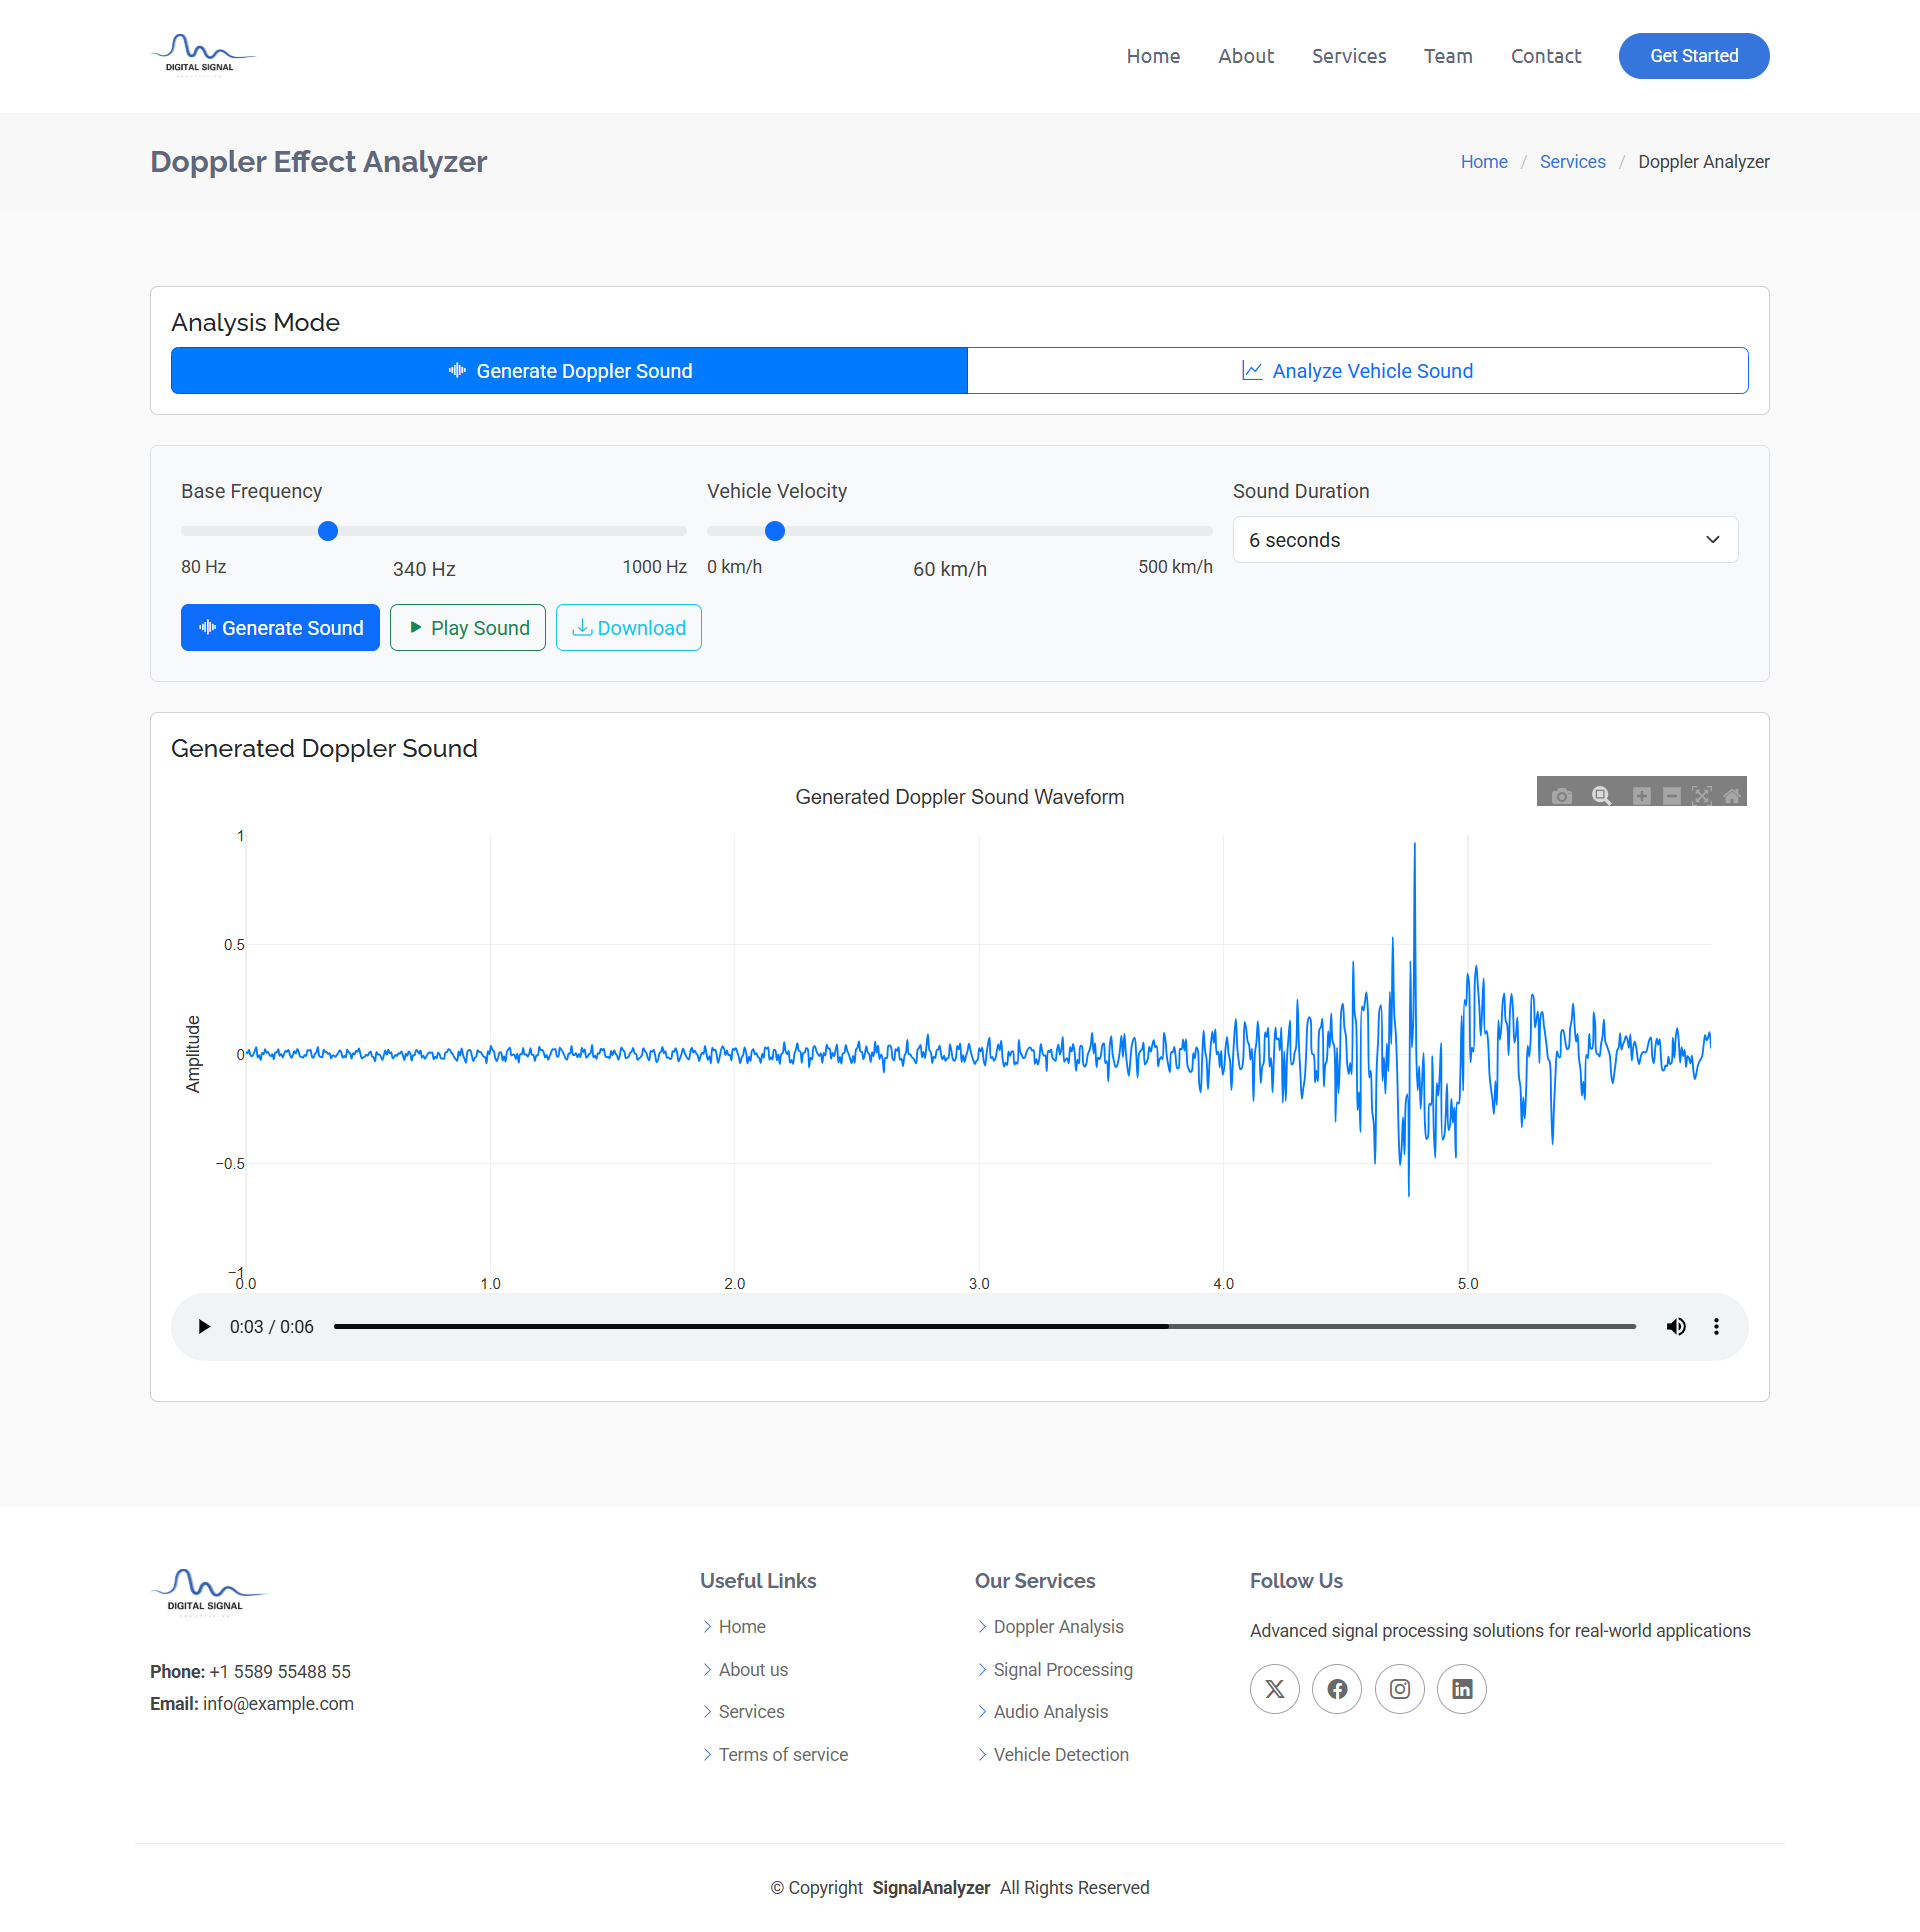 DIGITAL SIGNAL
Home About Services Team Contact Get Started
Doppler Effect Analyzer
Home / Services / Doppler Analyzer
Analysis Mode
Generate Doppler Sound
Analyze Vehicle Sound
Base Frequency
80 Hz 340 Hz 1000 Hz
Vehicle Velocity
0 km/h 60 km/h 500 km/h
Sound Duration
6 seconds
Generate Sound
Play Sound
Download
Generated Doppler Sound
Generated Doppler Sound Waveform
1
0.5
0
−0.5
−1
Amplitude
0.0 1.0 2.0 3.0 4.0 5.0
0:03 / 0:06
DIGITAL SIGNAL
Phone: +1 5589 55488 55
Email: info@example.com
Useful Links
Home
About us
Services
Terms of service
Our Services
Doppler Analysis
Signal Processing
Audio Analysis
Vehicle Detection
Follow Us
Advanced signal processing solutions for real-world applications
© Copyright SignalAnalyzer All Rights Reserved